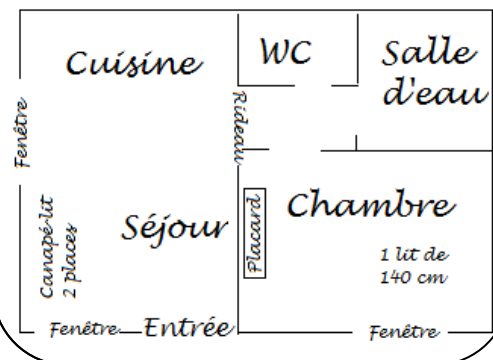 Cuisine
WC
Salle
d'eau
Fenêtre
Rideau
Canapé-lit
2 places
Séjour
Placard
Chambre
1 lit de
140 cm
Fenêtre
Entrée
Fenêtre